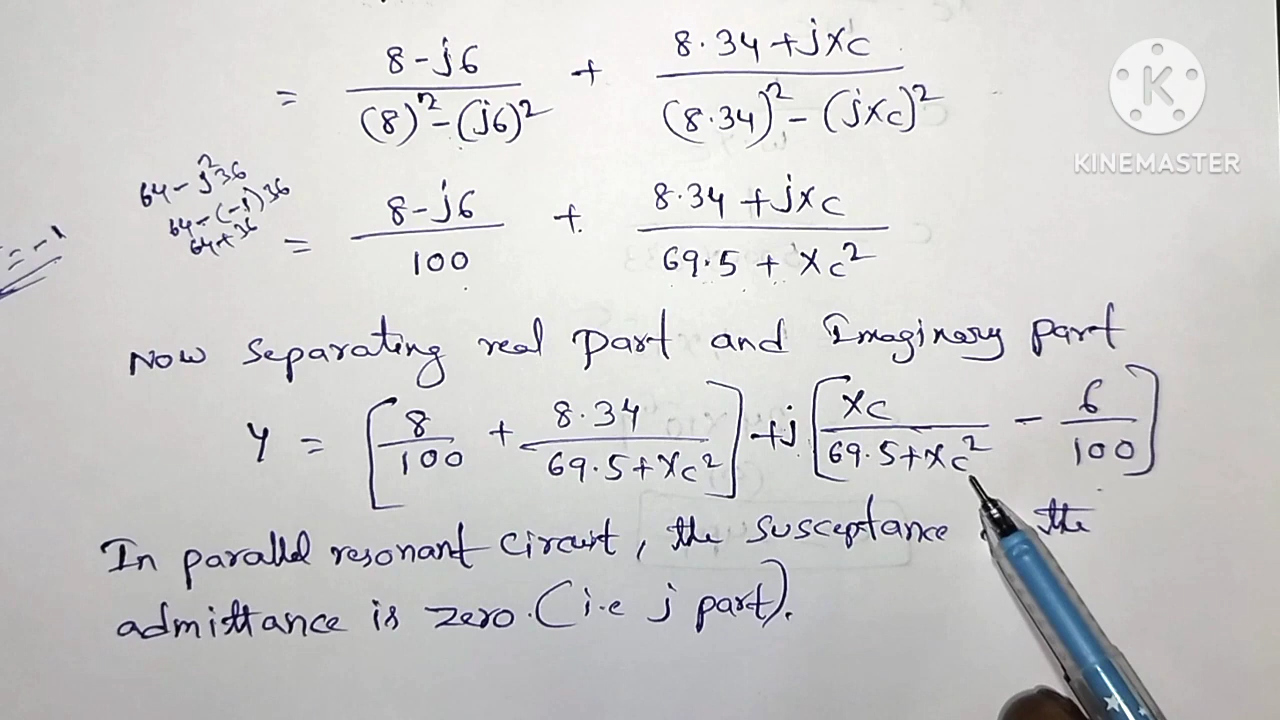 = 8-j6 / (8)² - (j6)² + 8.34 + jXc / (8.34)² - (jXc)²
KINEMASTER
64 - j²36
64 - (-1)36
64+36
= -1
= 8-j6 / 100 + 8.34 + jXc / 69.5 + Xc²
Now Separating real Part and Imaginary part
Y = [8/100 + 8.34/69.5+Xc²] + j[Xc/69.5+Xc² - 6/100]
In parallel resonant circuit, the susceptance the
admittance is zero. (i.e j part).